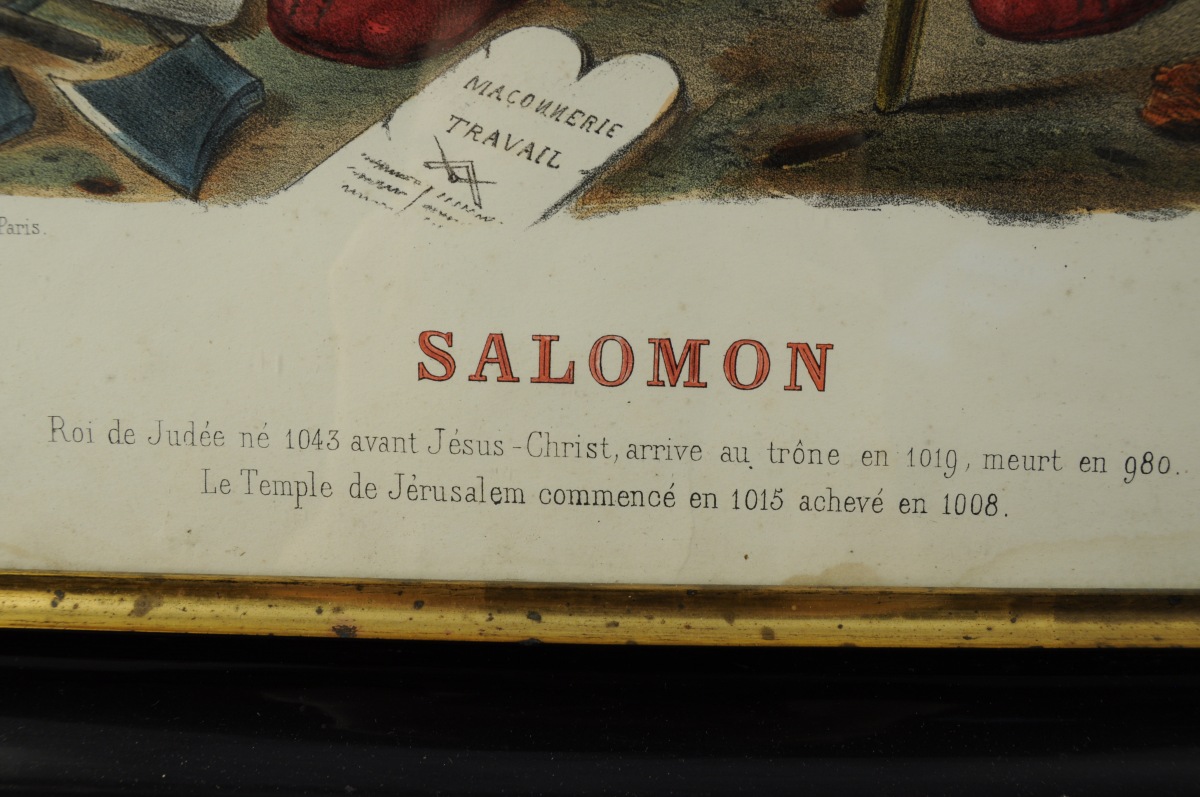 MAÇONNERIE
TRAVAIL
Paris.
SALOMON
Roi de Judée né 1043 avant Jésus-Christ, arrive au trône en 1019, meurt en 980.
Le Temple de Jérusalem commencé en 1015 achevé en 1008.